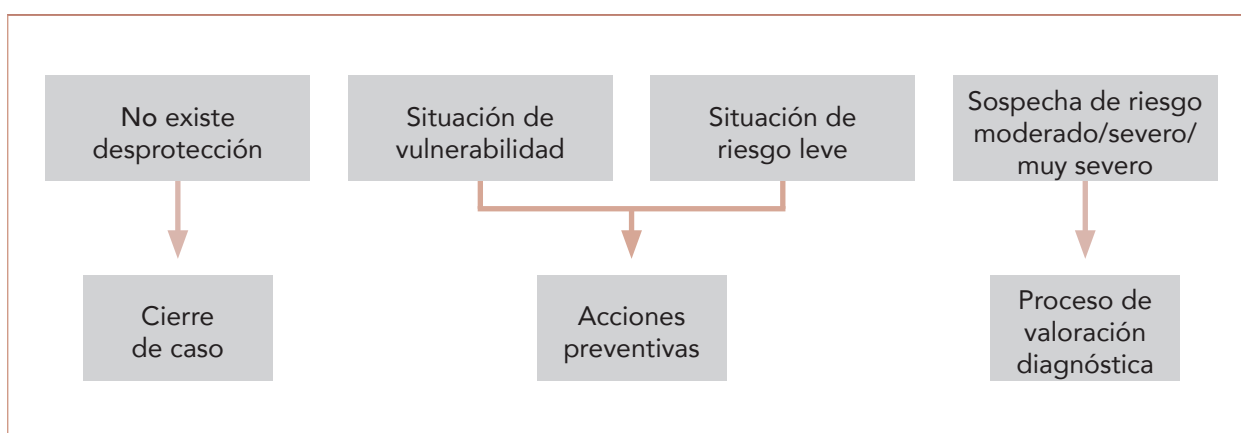 No existe
desprotección
Situación de
vulnerabilidad
Situación de
riesgo leve
Sospecha de riesgo
moderado/severo/
muy severo
Cierre
de caso
Acciones
preventivas
Proceso de
valoración
diagnóstica